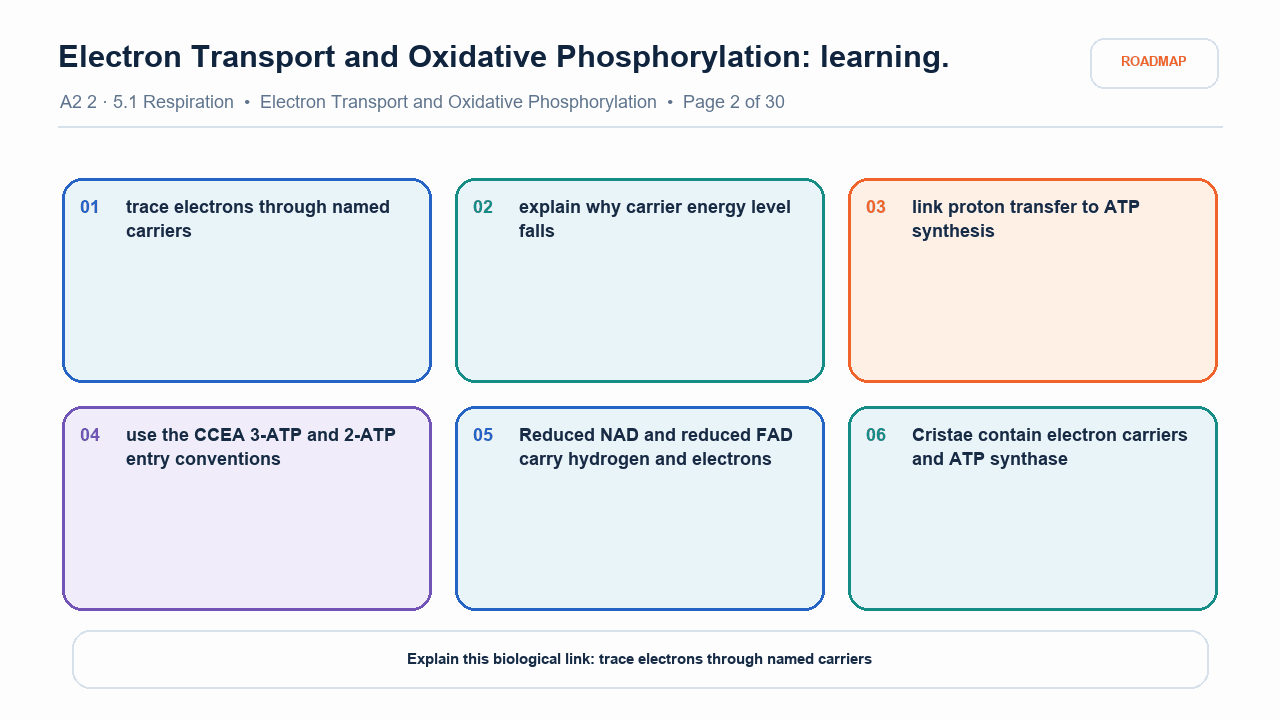 Electron Transport and Oxidative Phosphorylation: learning.
ROADMAP
A2 2 · 5.1 Respiration • Electron Transport and Oxidative Phosphorylation • Page 2 of 30
01 trace electrons through named
carriers
02 explain why carrier energy level
falls
03 link proton transfer to ATP
synthesis
04 use the CCEA 3-ATP and 2-ATP
entry conventions
05 Reduced NAD and reduced FAD
carry hydrogen and electrons
06 Cristae contain electron carriers
and ATP synthase
Explain this biological link: trace electrons through named carriers